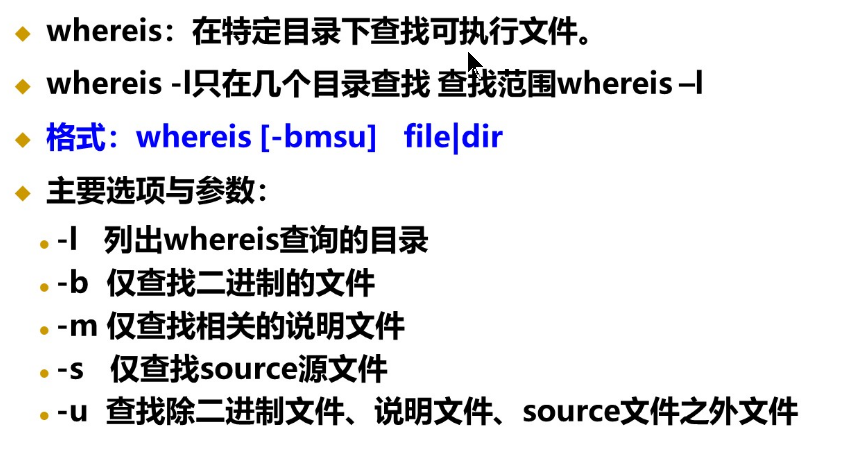 whereis：在特定目录下查找可执行文件。
whereis -l只在几个目录查找 查找范围whereis –l
格式：whereis [-bmsu] file|dir
主要选项与参数：
-l 列出whereis查询的目录
-b 仅查找二进制的文件
-m 仅查找相关的说明文件
-s 仅查找source源文件
-u 查找除二进制文件、说明文件、source文件之外文件